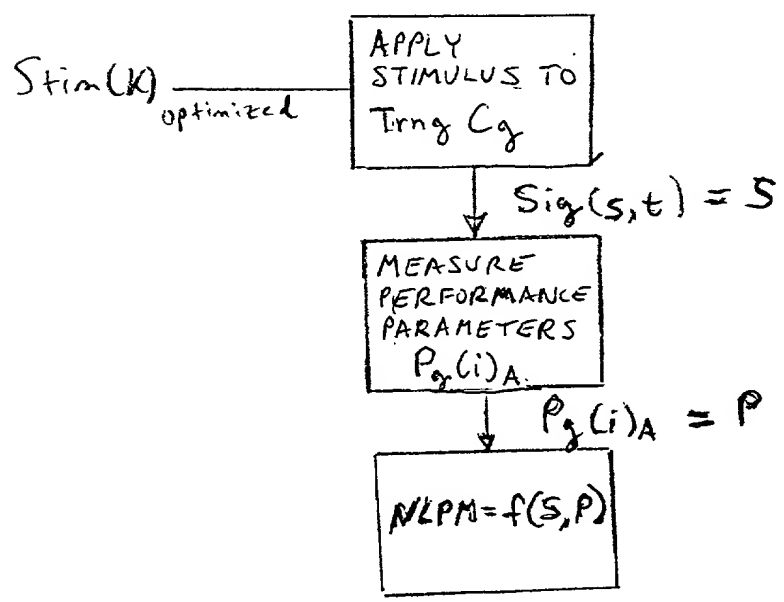 Stim(K)
optimized
APPLY
STIMULUS TO
Trng Cg
Sig(s,t) = S
MEASURE
PERFORMANCE
PARAMETERS
Pg(i)A
Pg(i)A = P
NLPM=f(S,P)